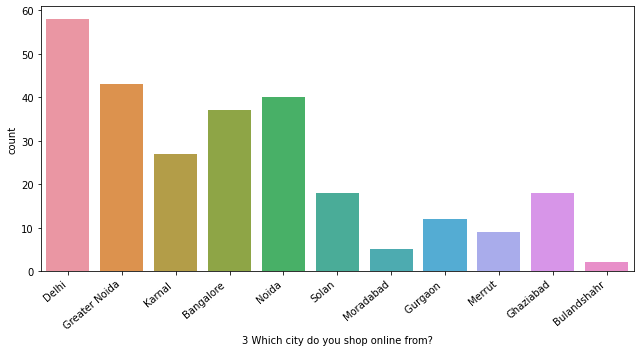 60
50
40
30
20
10
0
count
Delhi
Greater Noida
Karnal
Bangalore
Noida
Solan
Moradabad
Gurgaon
Merrut
Ghaziabad
Bulandshahr
3 Which city do you shop online from?